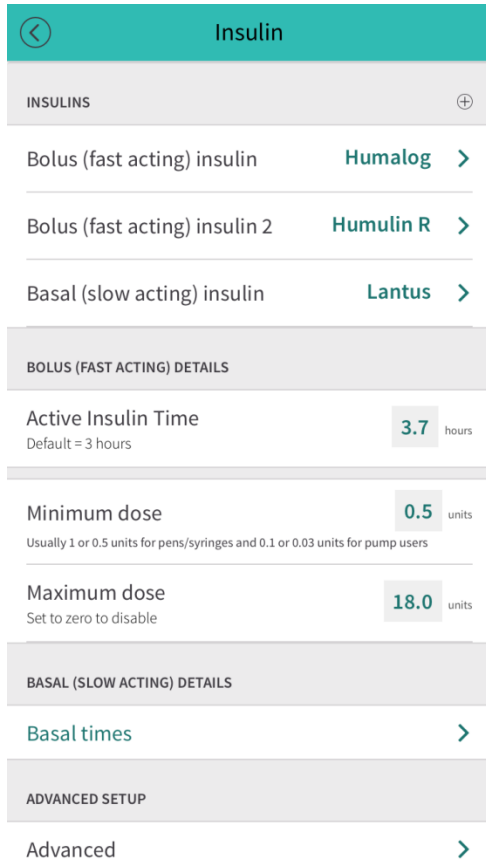 Insulin
INSULINS
Bolus (fast acting) insulin Humalog
Bolus (fast acting) insulin 2 Humulin R
Basal (slow acting) insulin Lantus
BOLUS (FAST ACTING) DETAILS
Active Insulin Time 3.7 hours
Default = 3 hours
Minimum dose 0.5 units
Usually 1 or 0.5 units for pens/syringes and 0.1 or 0.03 units for pump users
Maximum dose 18.0 units
Set to zero to disable
BASAL (SLOW ACTING) DETAILS
Basal times
ADVANCED SETUP
Advanced